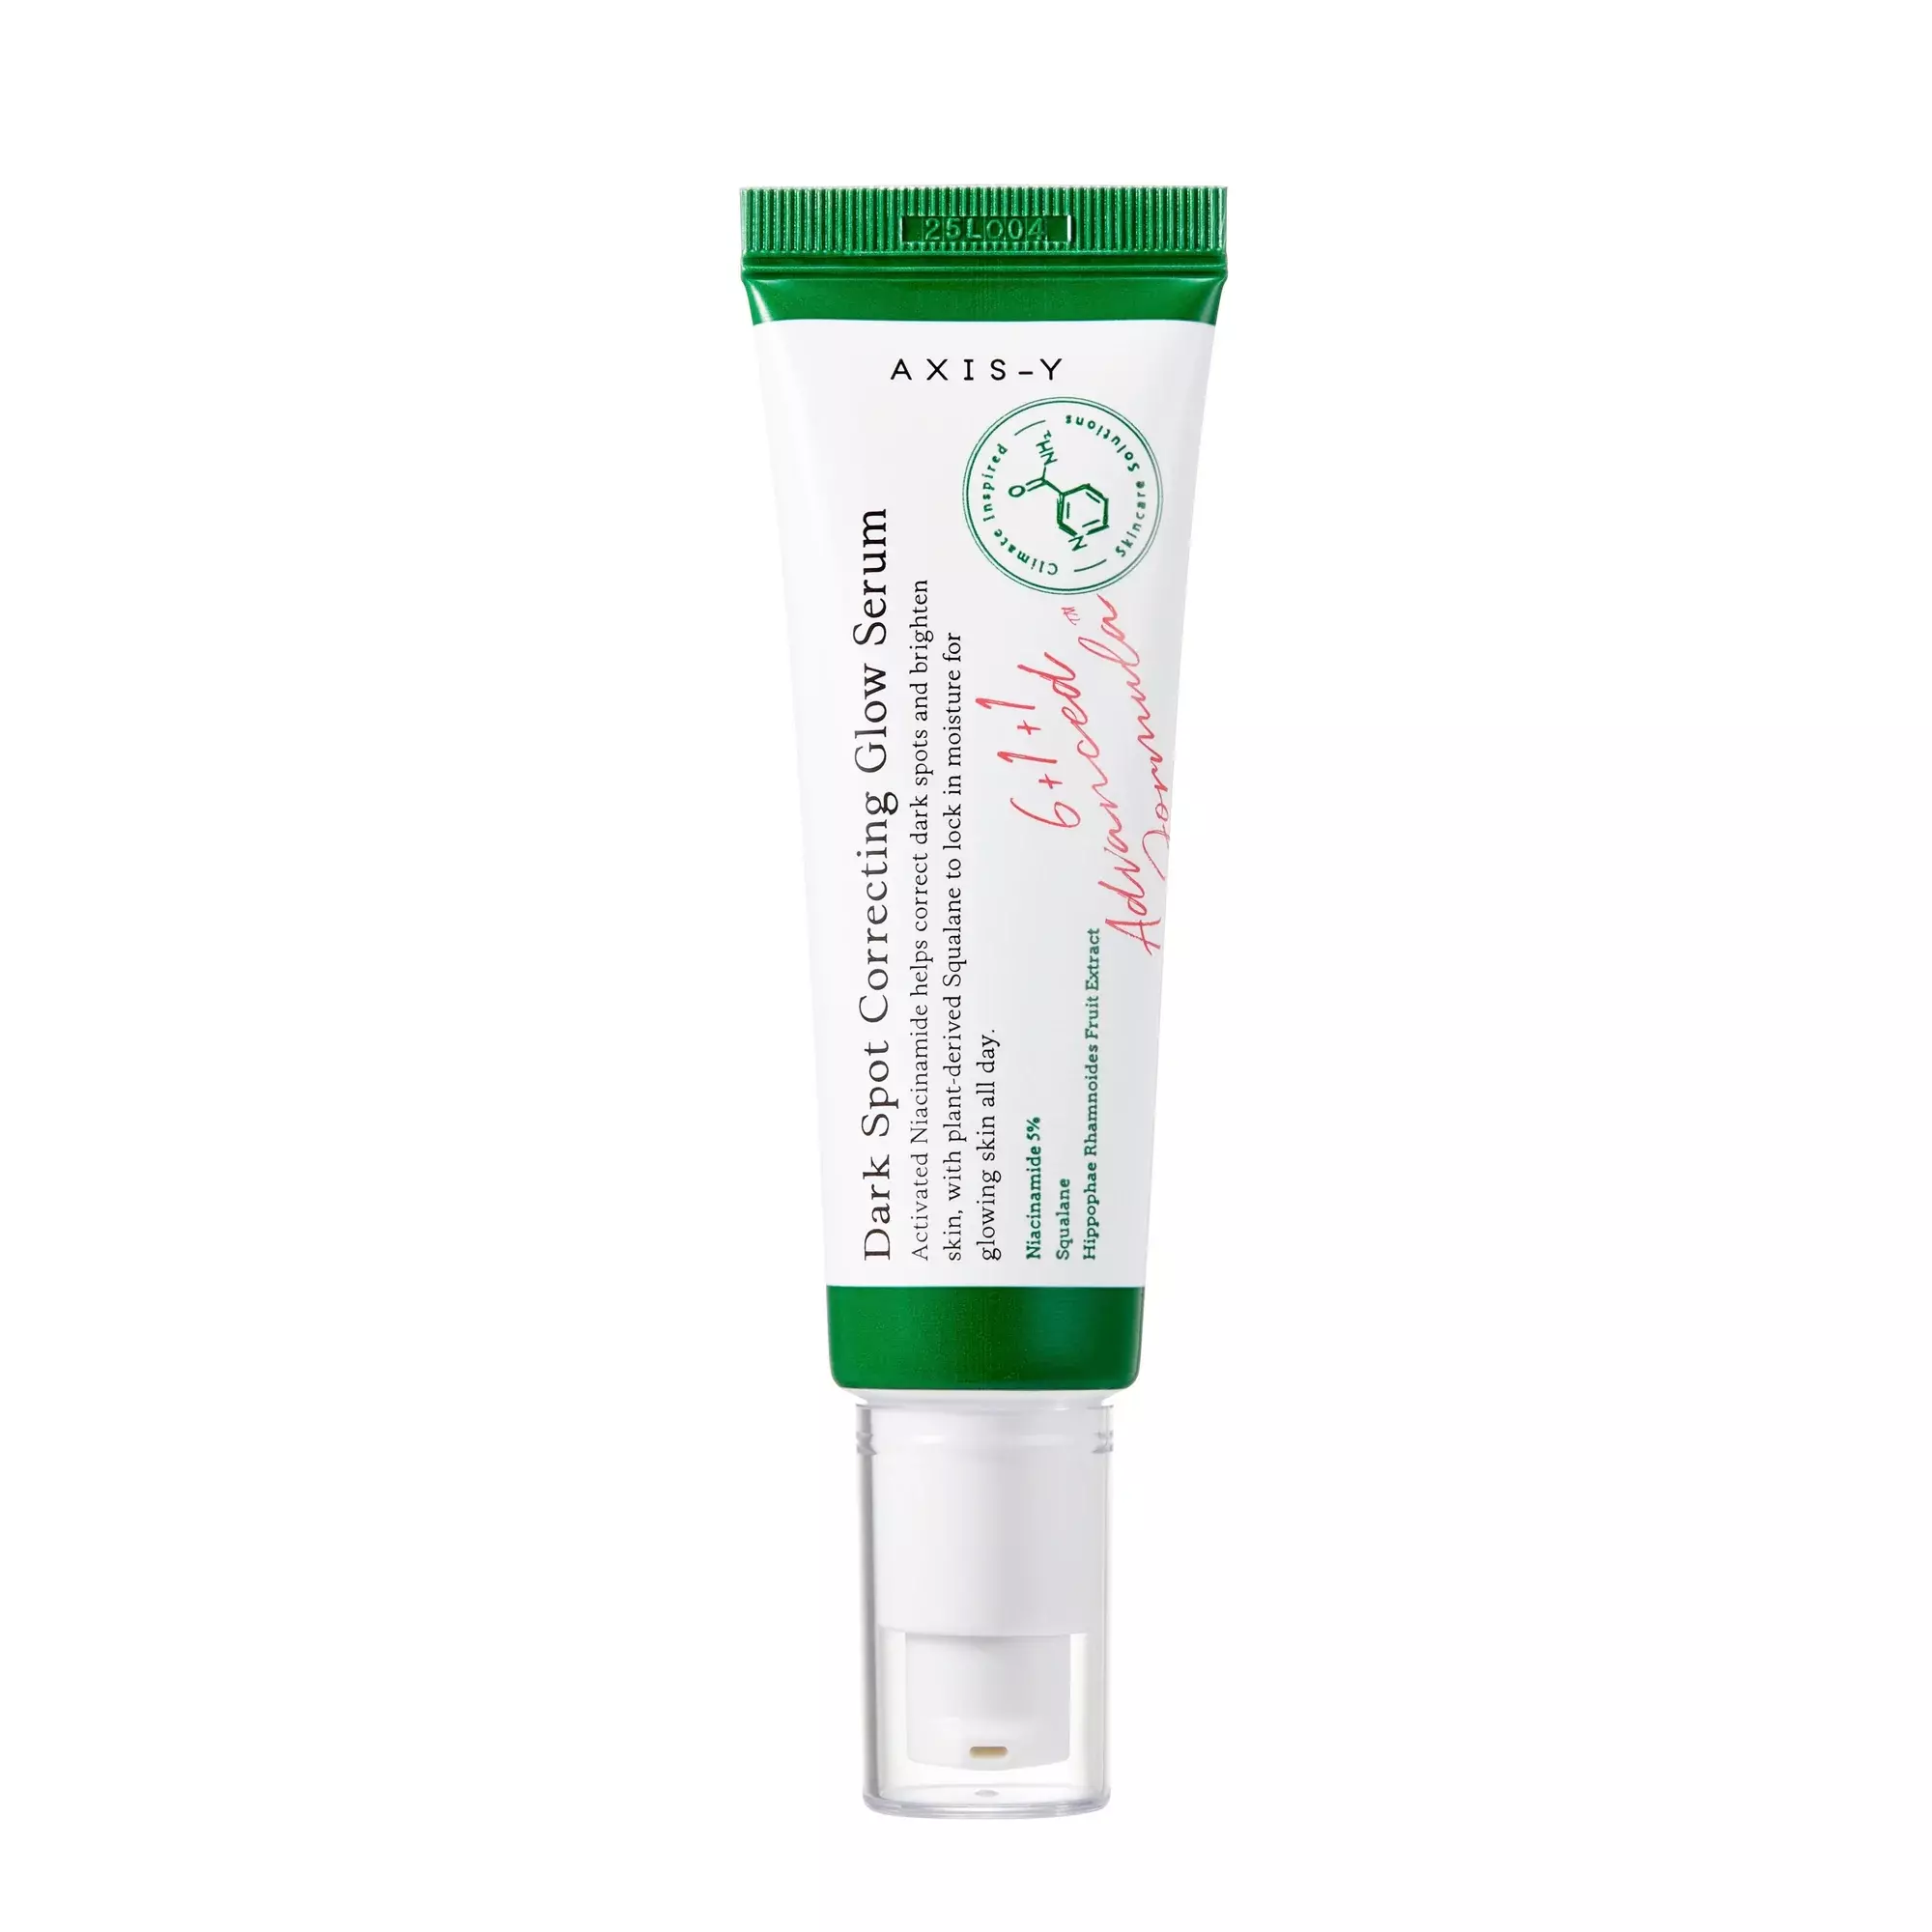 25L004
AXIS-Y
Climate Inspired
Skincare Solutions
NH₂
O
N
Dark Spot Correcting Glow Serum
Activated Niacinamide helps correct dark spots and brighten
skin, with plant-derived Squalane to lock in moisture for
glowing skin all day.
6+1+1
Advanced™
Formula
Niacinamide 5%
Squalane
Hippophae Rhamnoides Fruit Extract